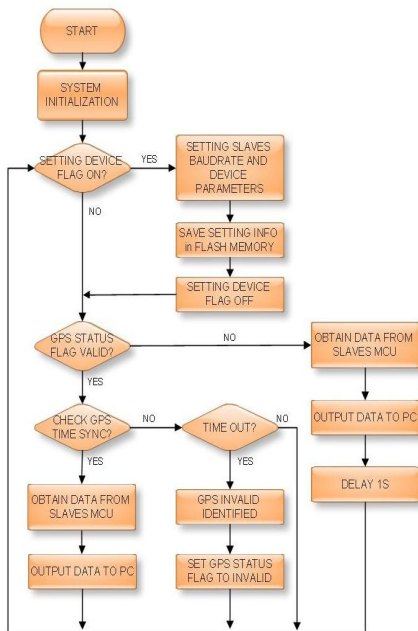 START
SYSTEM
INITIALIZATION
SETTING DEVICE
FLAG ON?
YES
SETTING SLAVES
BAUDRATE AND
DEVICE
PARAMETERS
NO
SAVE SETTING INFO
in FLASH MEMORY
SETTING DEVICE
FLAG OFF
GPS STATUS
FLAG VALID?
NO
OBTAIN DATA FROM
SLAVES MCU
YES
CHECK GPS
TIME SYNC?
NO
TIME OUT?
NO
OUTPUT DATA TO PC
YES
YES
DELAY 1S
OBTAIN DATA FROM
SLAVES MCU
GPS INVALID
IDENTIFIED
OUTPUT DATA TO PC
SET GPS STATUS
FLAG TO INVALID